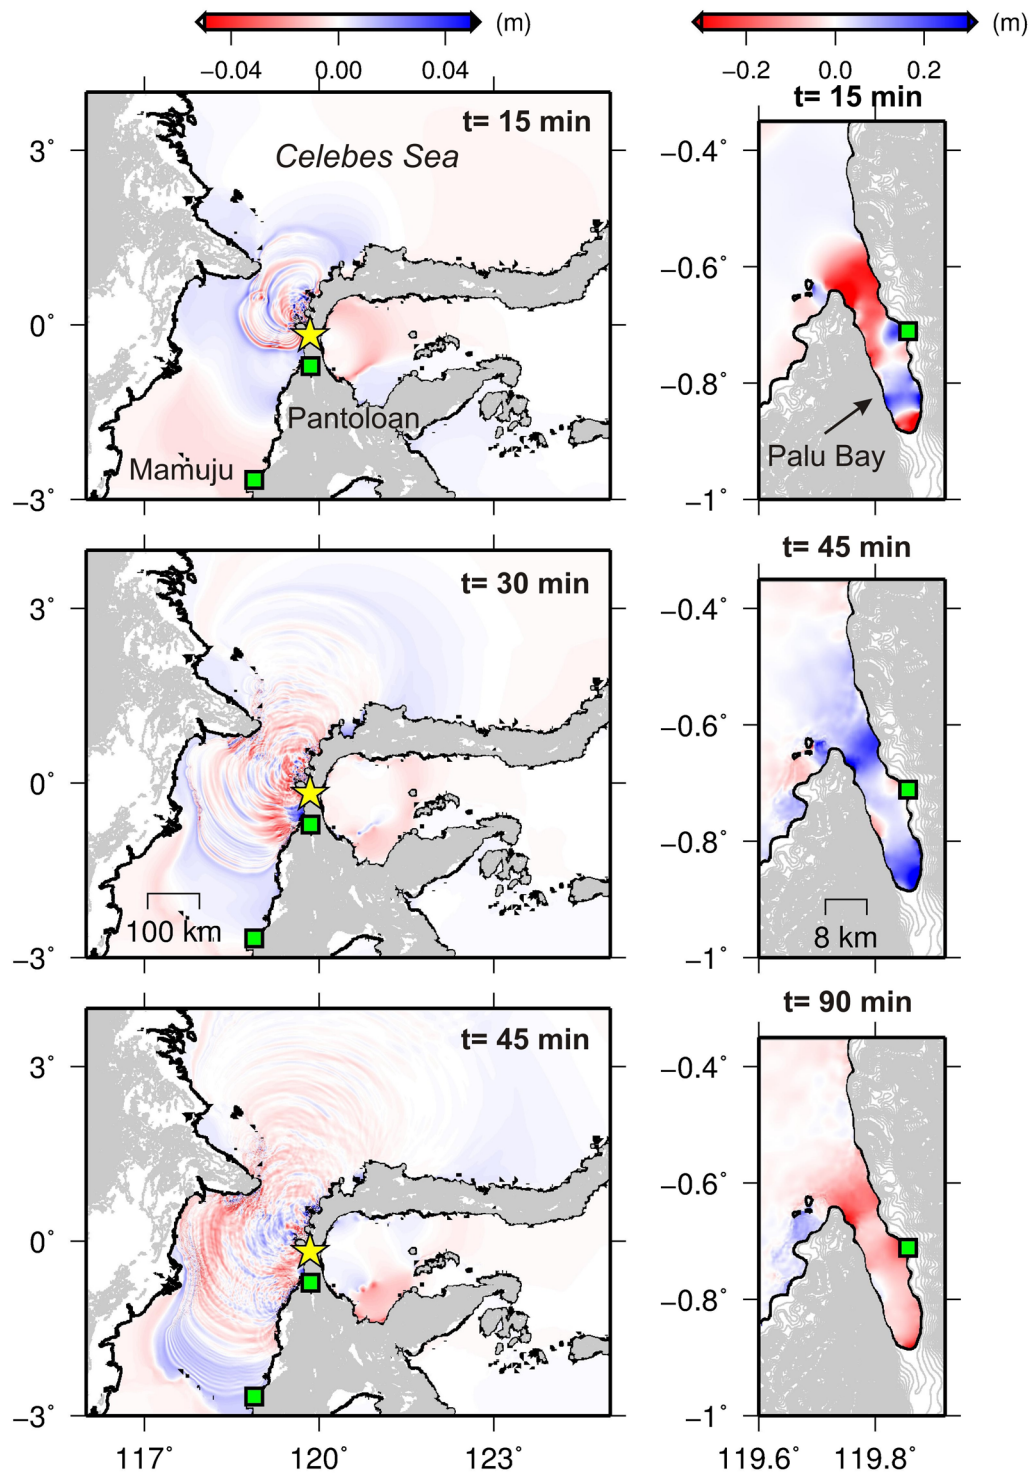 (m)
(m)
−0.04 0.00 0.04
−0.2 0.0 0.2
t= 15 min
Celebes Sea
3˚
0˚
−3˚
Pantoloan
Mamuju
t= 15 min
−0.4˚
−0.6˚
−0.8˚
−1˚
Palu Bay
t= 30 min
3˚
0˚
−3˚
100 km
t= 45 min
−0.4˚
−0.6˚
−0.8˚
−1˚
8 km
t= 45 min
3˚
0˚
−3˚
117˚ 120˚ 123˚
t= 90 min
−0.4˚
−0.6˚
−0.8˚
−1˚
119.6˚ 119.8˚